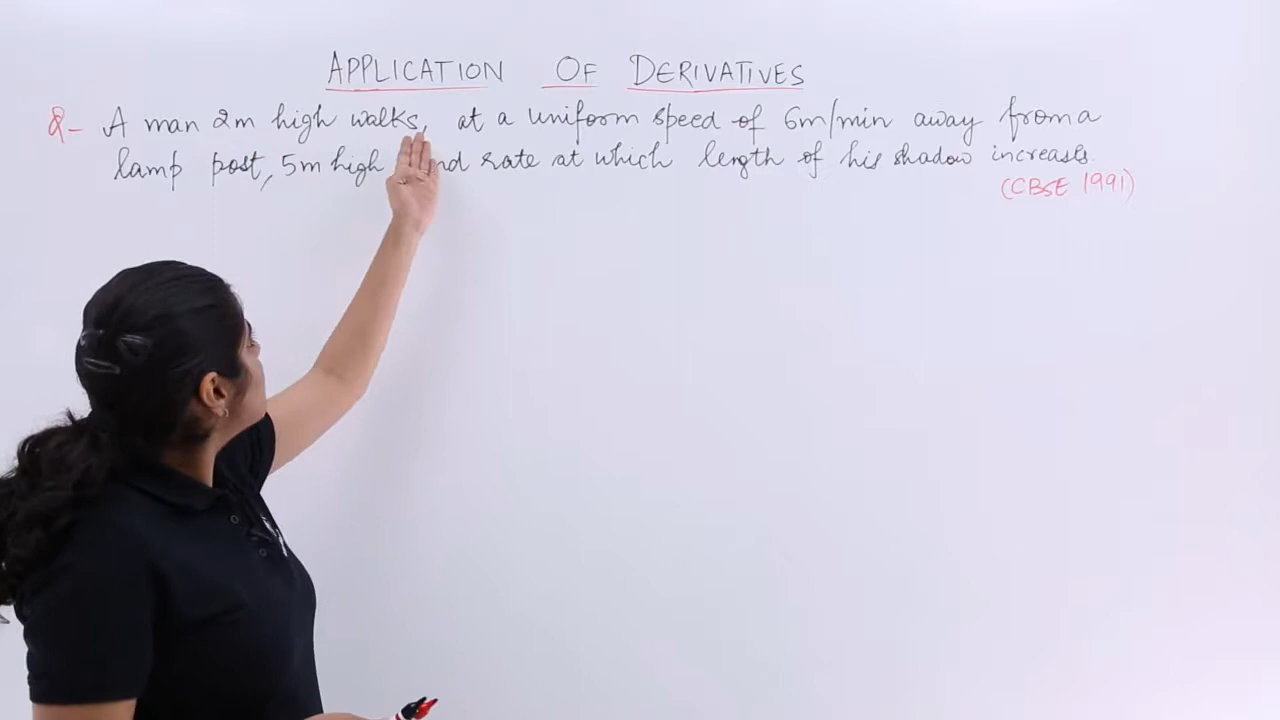 APPLICATION OF DERIVATIVES
Q- A man 2m high walks, at a uniform speed of 6m/min away from a
lamp post, 5m high rate at which length of his shadow increases.
(CBSE 1991)